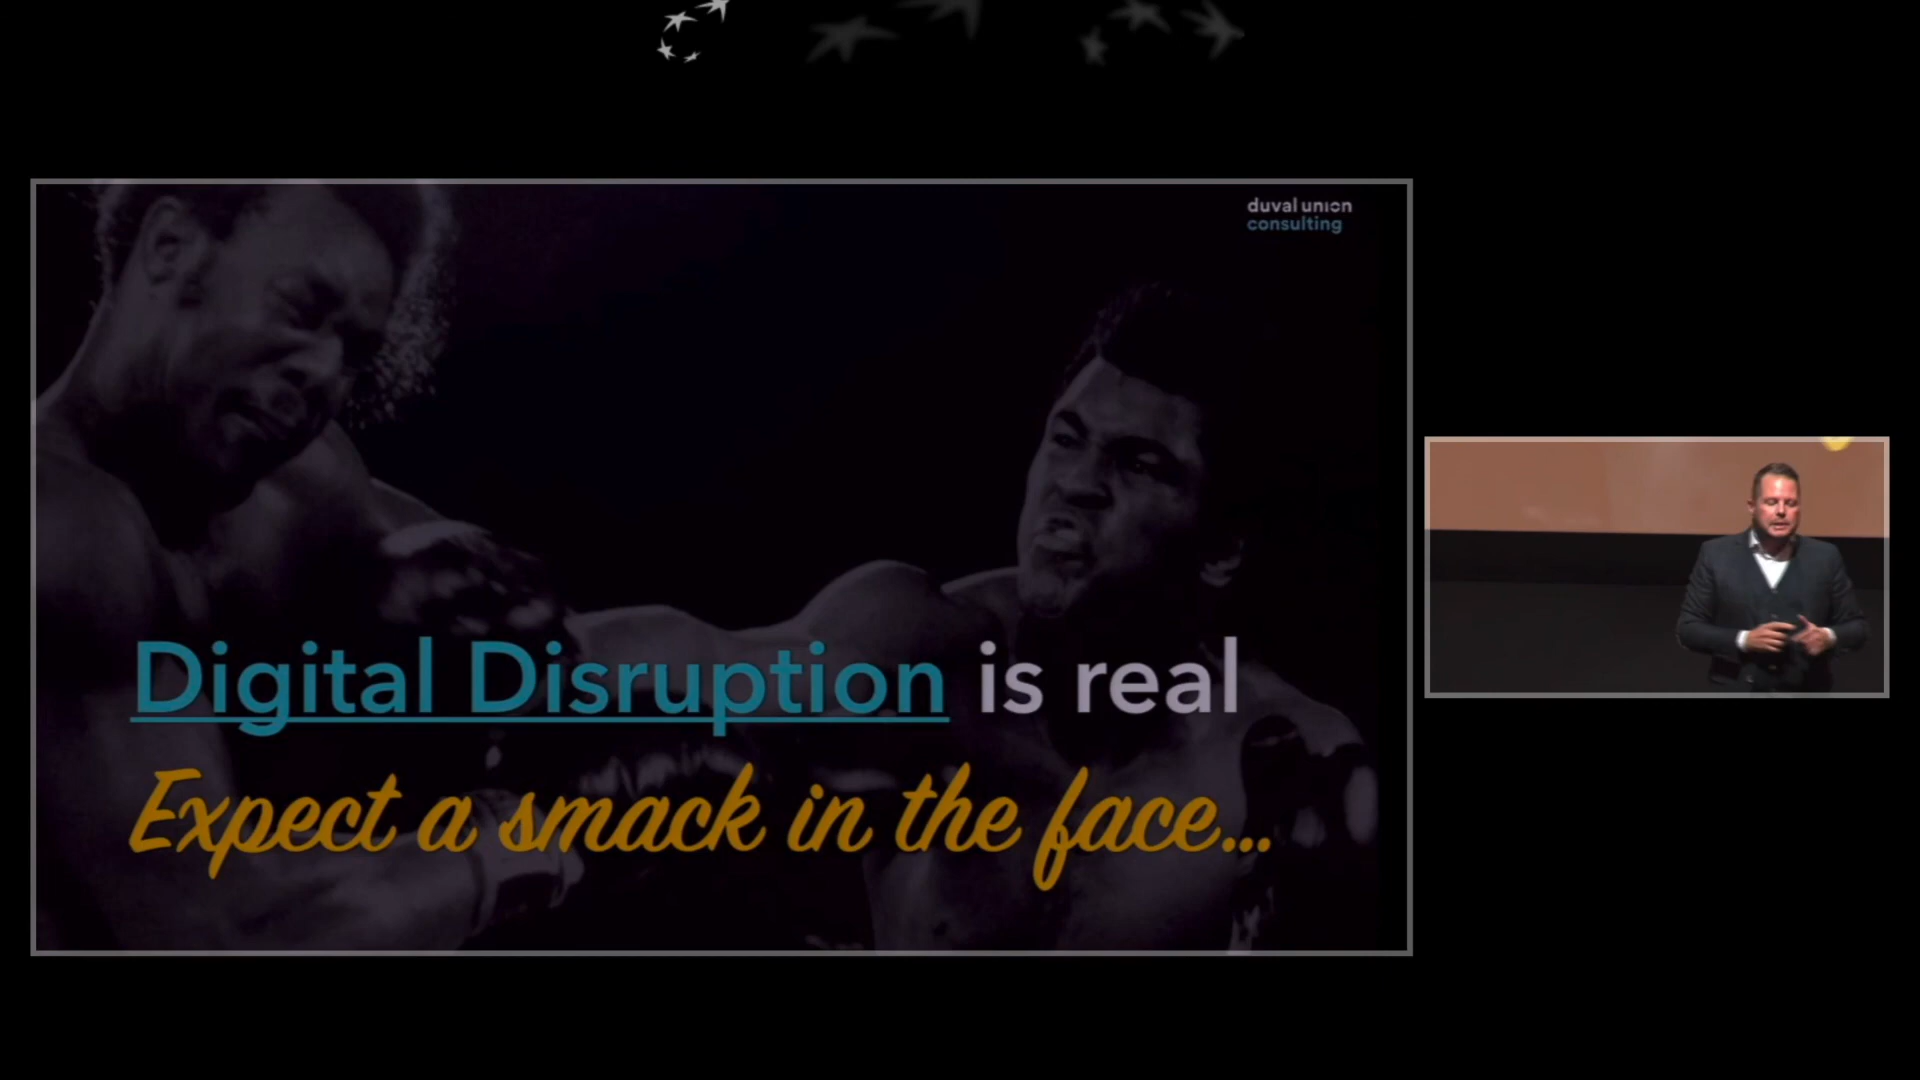 duval union
consulting
Digital Disruption is real
Expect a smack in the face...